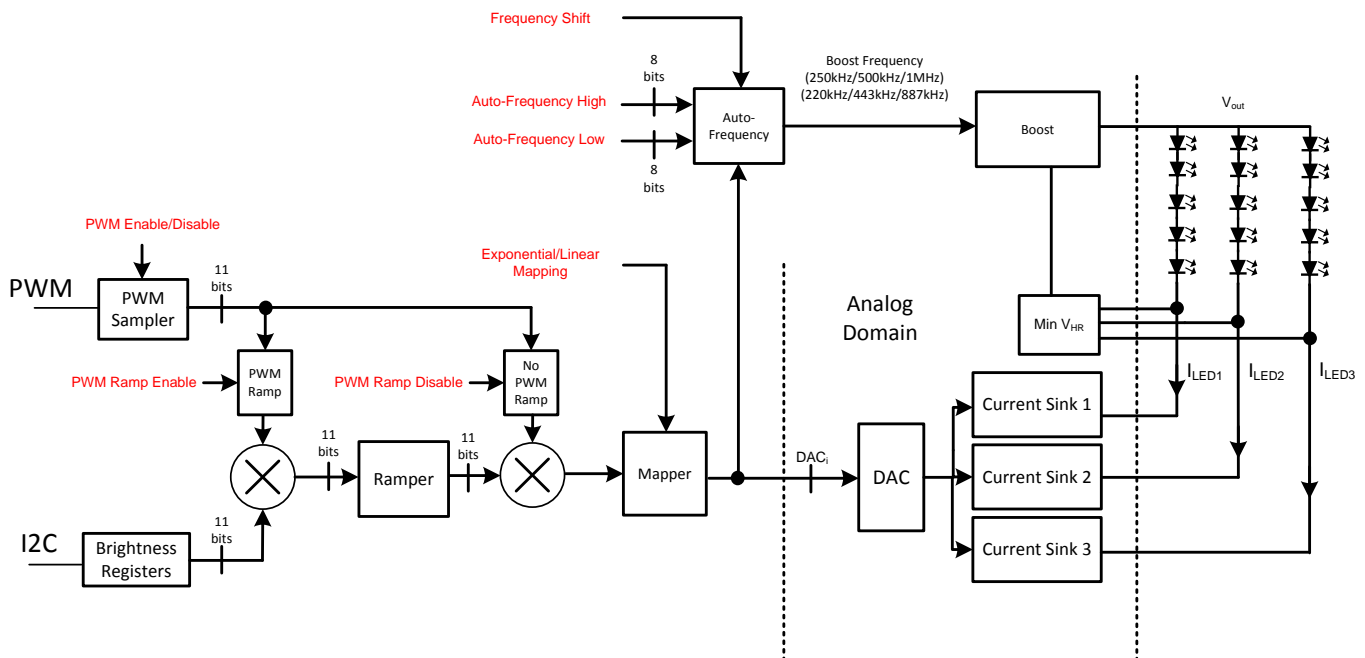 Frequency Shift
8
bits
Auto-Frequency High
Auto-Frequency Low
8
bits
Auto-
Frequency
Boost Frequency
(250kHz/500kHz/1MHz)
(220kHz/443kHz/887kHz)
Boost
Vout
PWM Enable/Disable
PWM
PWM
Sampler
11
bits
Exponential/Linear
Mapping
Analog
Domain
Min VHR
PWM Ramp Enable
PWM
Ramp
PWM Ramp Disable
No
PWM
Ramp
ILED1
ILED2
ILED3
11
bits
Ramper
11
bits
Mapper
DACi
DAC
Current Sink 1
Current Sink 2
Current Sink 3
I2C
Brightness
Registers
11
bits